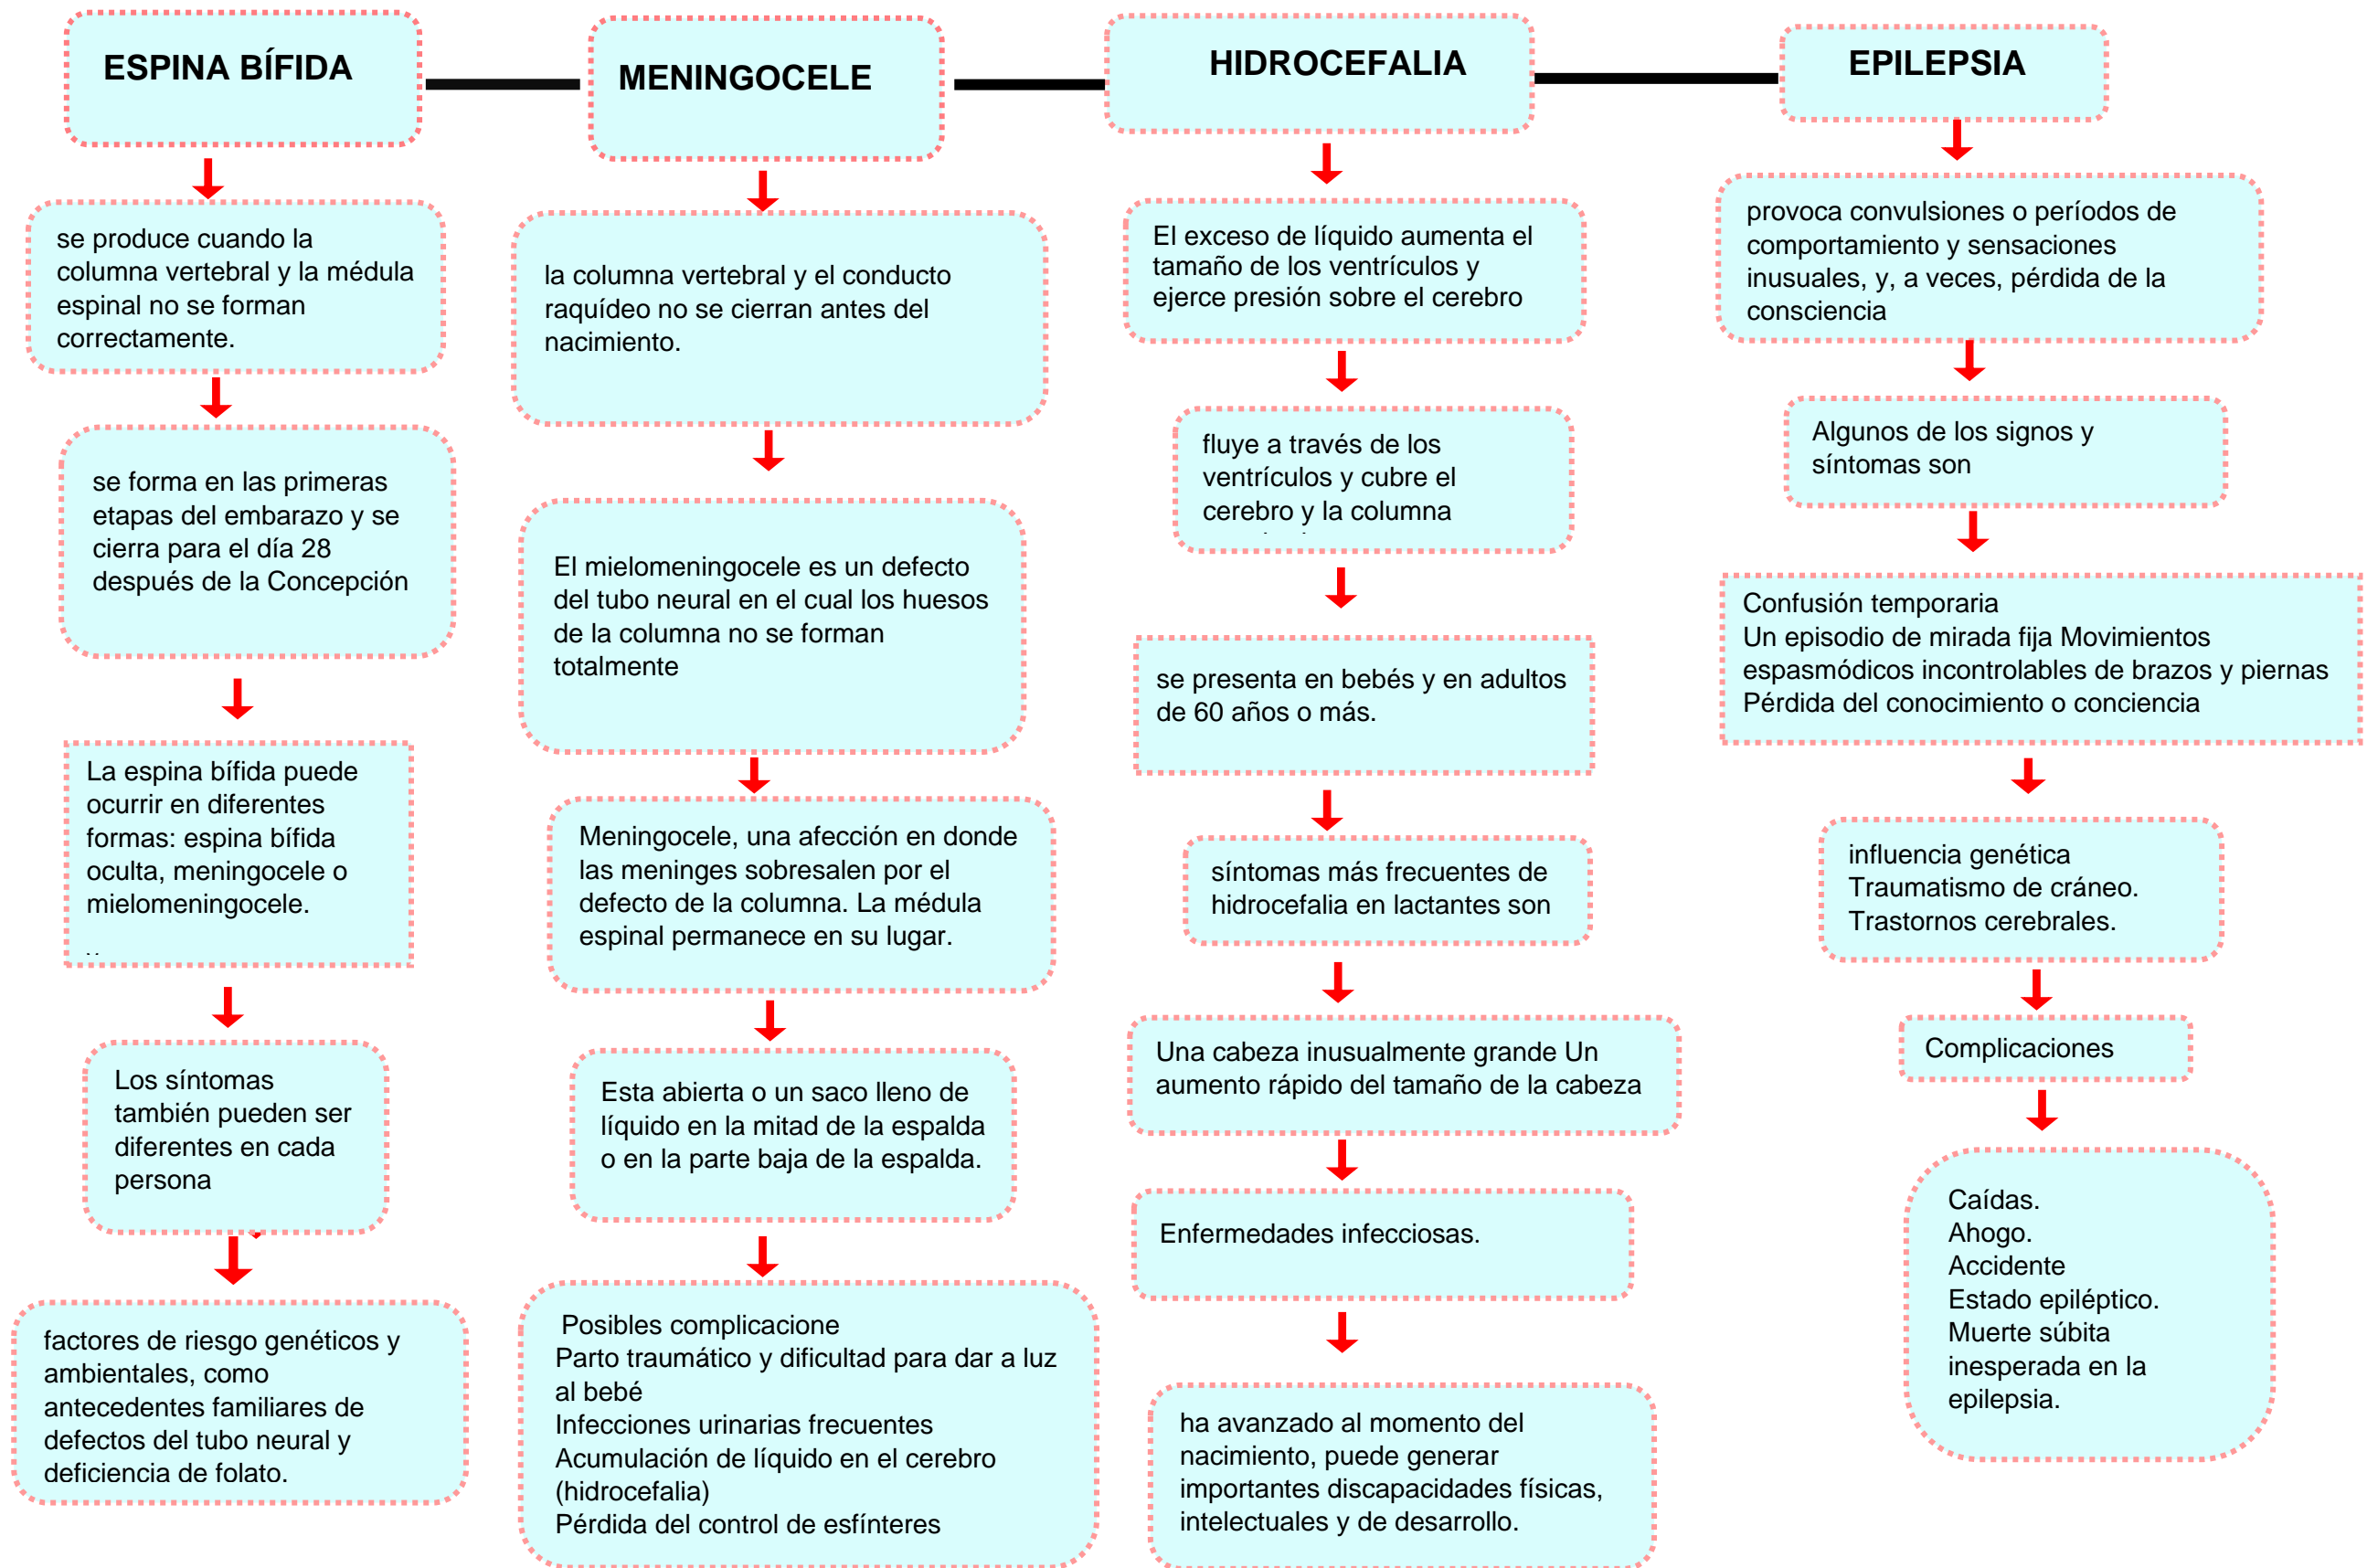 ESPINA BÍFIDA
se produce cuando la
columna vertebral y la médula
espinal no se forman
correctamente.
se forma en las primeras
etapas del embarazo y se
cierra para el día 28
después de la Concepción
La espina bífida puede
ocurrir en diferentes
formas: espina bífida
oculta, meningocele o
mielomeningocele.
Los síntomas
también pueden ser
diferentes en cada
persona
factores de riesgo genéticos y
ambientales, como
antecedentes familiares de
defectos del tubo neural y
deficiencia de folato.
MENINGOCELE
la columna vertebral y el conducto
raquídeo no se cierran antes del
nacimiento.
El mielomeningocele es un defecto
del tubo neural en el cual los huesos
de la columna no se forman
totalmente
Meningocele, una afección en donde
las meninges sobresalen por el
defecto de la columna. La médula
espinal permanece en su lugar.
Esta abierta o un saco lleno de
líquido en la mitad de la espalda
o en la parte baja de la espalda.
Posibles complicacione
Parto traumático y dificultad para dar a luz
al bebé
Infecciones urinarias frecuentes
Acumulación de líquido en el cerebro
(hidrocefalia)
Pérdida del control de esfínteres
HIDROCEFALIA
El exceso de líquido aumenta el
tamaño de los ventrículos y
ejerce presión sobre el cerebro
fluye a través de los
ventrículos y cubre el
cerebro y la columna
se presenta en bebés y en adultos
de 60 años o más.
síntomas más frecuentes de
hidrocefalia en lactantes son
Una cabeza inusualmente grande Un
aumento rápido del tamaño de la cabeza
Enfermedades infecciosas.
ha avanzado al momento del
nacimiento, puede generar
importantes discapacidades físicas,
intelectuales y de desarrollo.
EPILEPSIA
provoca convulsiones o períodos de
comportamiento y sensaciones
inusuales, y, a veces, pérdida de la
consciencia
Algunos de los signos y
síntomas son
Confusión temporaria
Un episodio de mirada fija Movimientos
espasmódicos incontrolables de brazos y piernas
Pérdida del conocimiento o conciencia
influencia genética
Traumatismo de cráneo.
Trastornos cerebrales.
Complicaciones
Caídas.
Ahogo.
Accidente
Estado epiléptico.
Muerte súbita
inesperada en la
epilepsia.